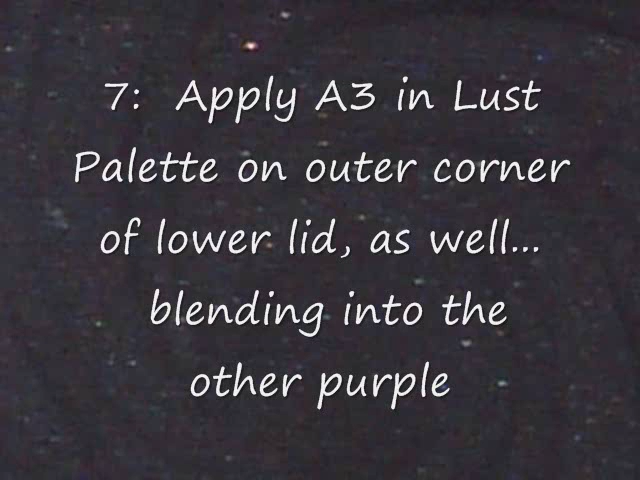 7:  Apply A3 in Lust
Palette on outer corner
of lower lid, as well...
blending into the
other purple